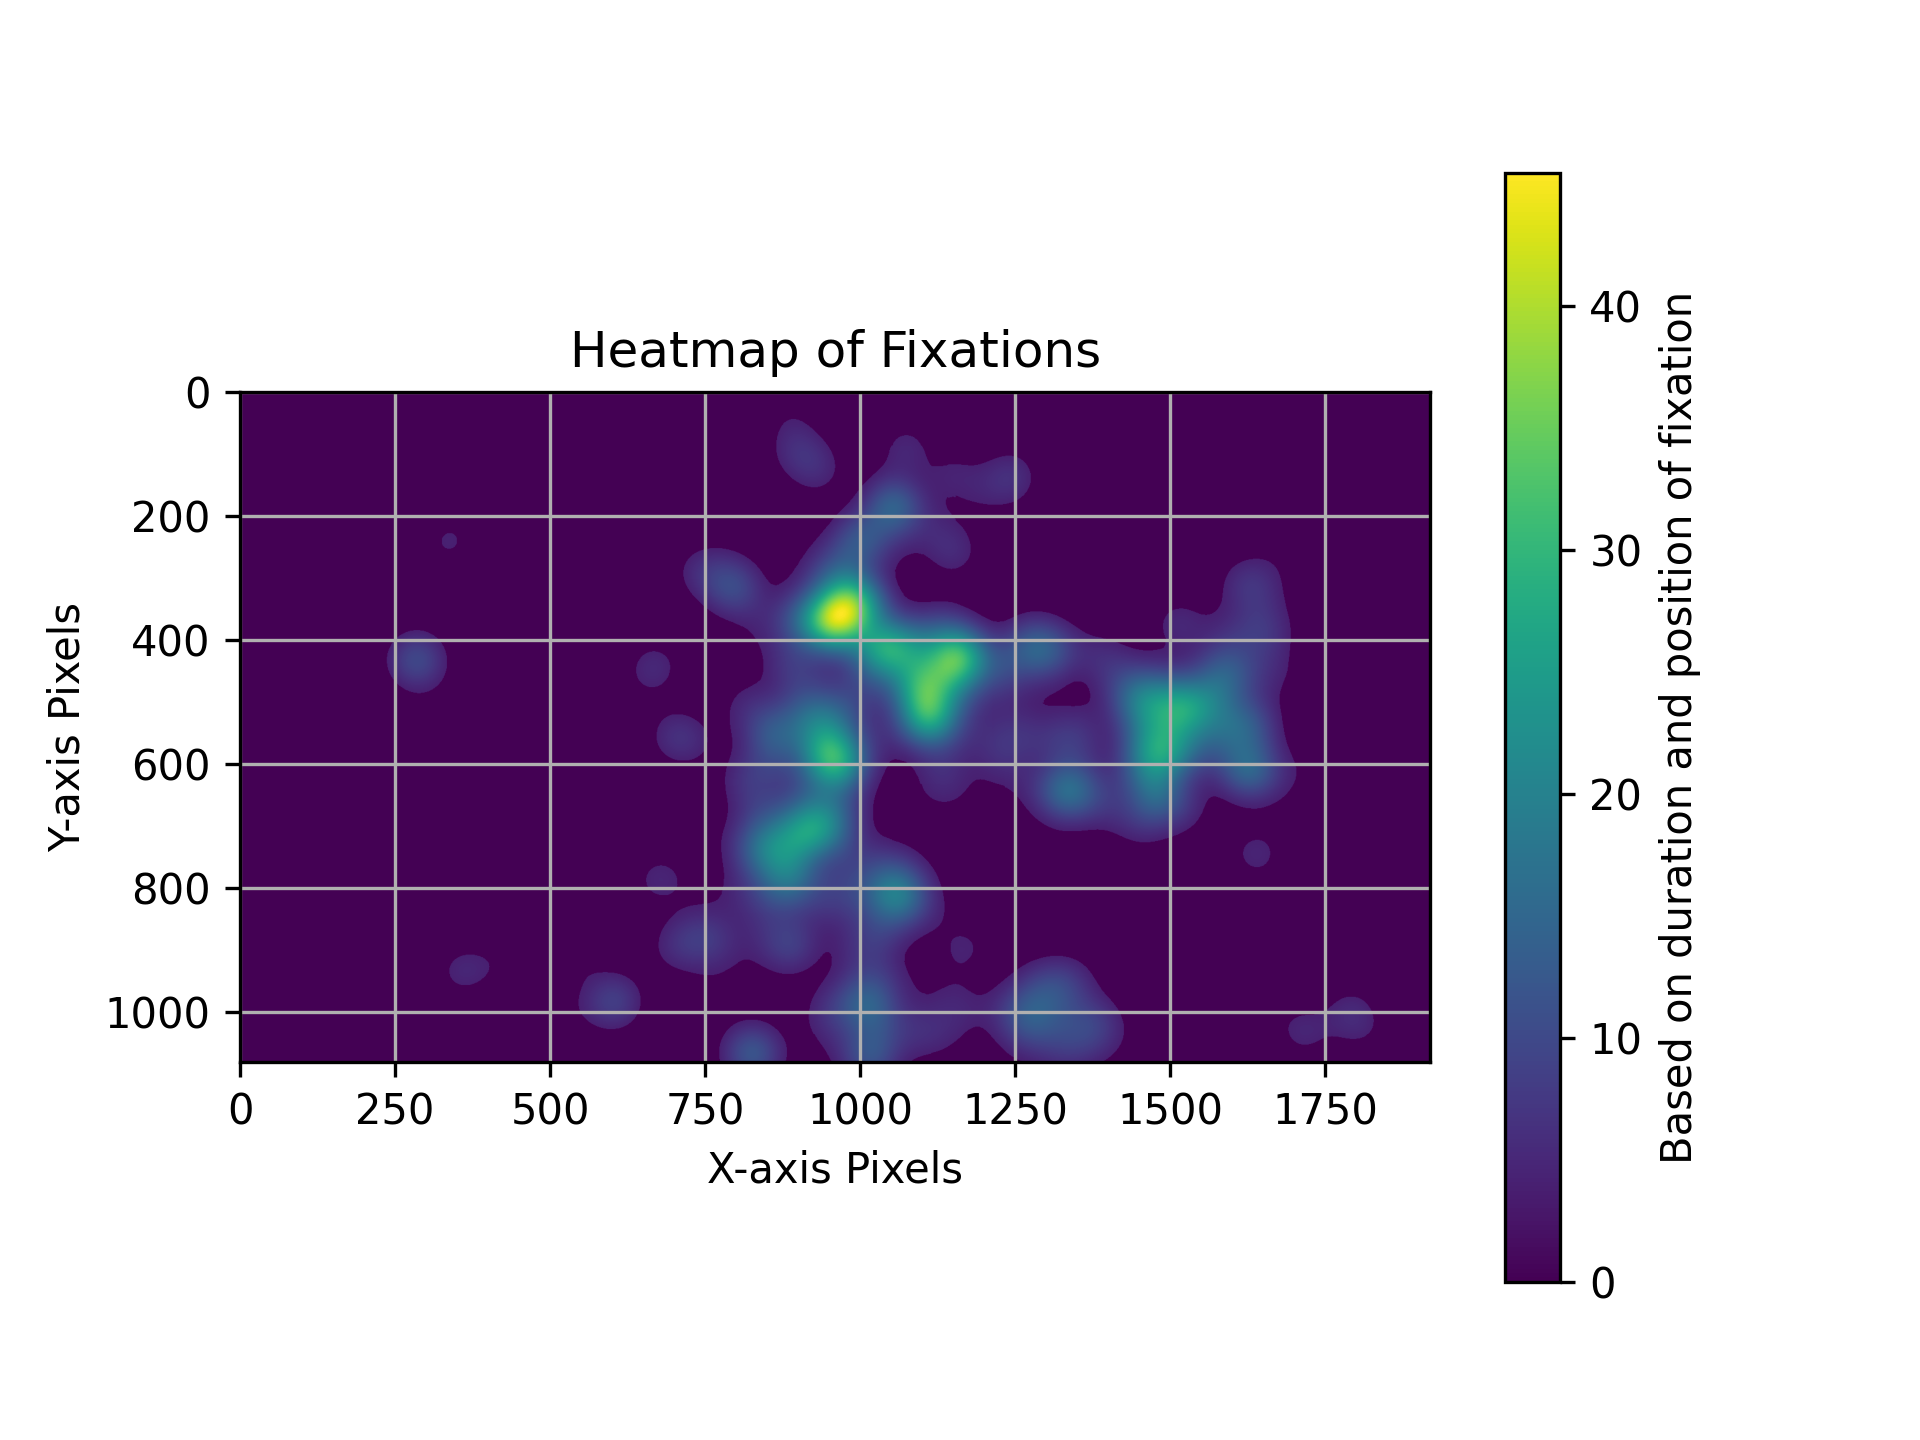 Heatmap of Fixations
0
200
400
600
800
1000
Y-axis Pixels
0 250 500 750 1000 1250 1500 1750
X-axis Pixels
40
30
20
10
0
Based on duration and position of fixation